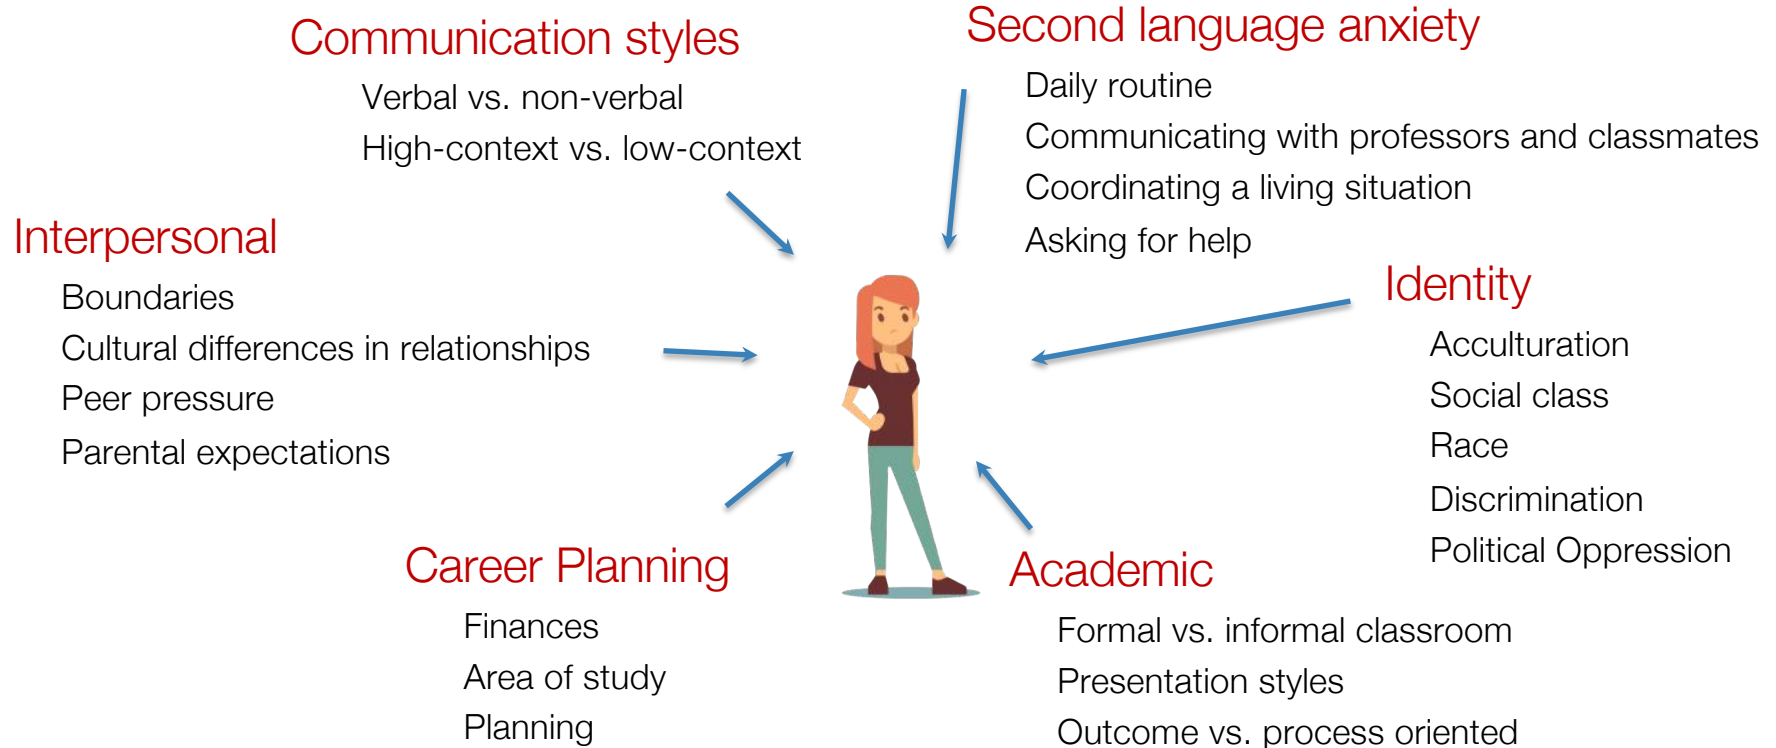 Communication styles
Verbal vs. non-verbal
High-context vs. low-context
Second language anxiety
Daily routine
Communicating with professors and classmates
Coordinating a living situation
Asking for help
Interpersonal
Boundaries
Cultural differences in relationships
Peer pressure
Parental expectations
Identity
Acculturation
Social class
Race
Discrimination
Political Oppression
Career Planning
Finances
Area of study
Planning
Academic
Formal vs. informal classroom
Presentation styles
Outcome vs. process oriented